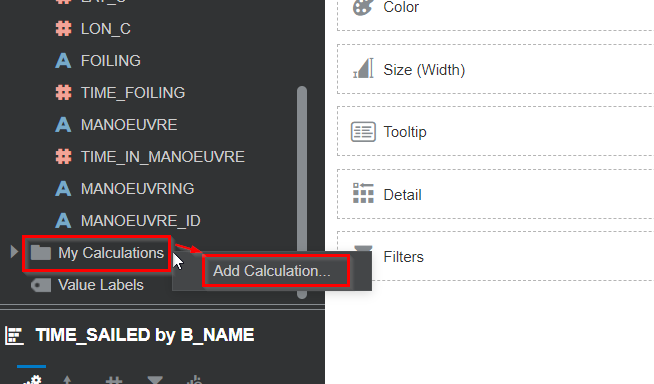 LAT_C
LON_C
FOILING
TIME_FOILING
MANOEUVRE
TIME_IN_MANOEUVRE
MANOEUVRING
MANOEUVRE_ID
My Calculations
Add Calculation...
Value Labels
TIME_SAILED by B_NAME
Color
Size (Width)
Tooltip
Detail
Filters